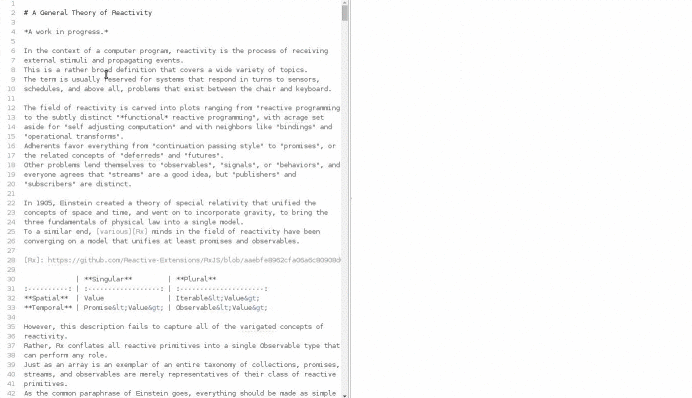 1
2 # A General Theory of Reactivity
3
4 *A work in progress.*
5
6 In the context of a computer program, reactivity is the process of receiving
7 external stimuli and propagating events.
8 This is a rather broad definition that covers a wide variety of topics.
9 The term is usually reserved for systems that respond in turns to sensors,
10 schedules, and above all, problems that exist between the chair and keyboard.
11
12 The field of reactivity is carved into plots ranging from "reactive programming
13 to the subtly distinct "*functional* reactive programming", with acrage set
14 aside for "self adjusting computation" and with neighbors like "bindings" and
15 "operational transforms".
16 Adherents favor everything from "continuation passing style" to "promises", or
17 the related concepts of "deferreds" and "futures".
18 Other problems lend themselves to "observables", "signals", or "behaviors", and
19 everyone agrees that "streams" are a good idea, but "publishers" and
20 "subscribers" are distinct.
21
22 In 1905, Einstein created a theory of special relativity that unified the
23 concepts of space and time, and went on to incorporate gravity, to bring the
24 three fundamentals of physical law into a single model.
25 To a similar end, [various][Rx] minds in the field of reactivity have been
26 converging on a model that unifies at least promises and observables.
27
28 [Rx]: https://github.com/Reactive-Extensions/RxJS/blob/
29
30 | **Singular** | **Plural**
31 :----------: | :-----------------: | :---------------------:
32 **Spatial** | Value | Iterable&lt;Value&gt;
33 **Temporal** | Promise&lt;Value&gt; | Observable&lt;Value&gt;
34
35 However, this description fails to capture all of the varigated concepts of
36 reactivity.
37 Rather, Rx conflates all reactive primitives into a single Observable type that
38 can perform any role.
39 Just as an array is an exemplar of an entire taxonomy of collections, promises,
40 streams, and observables are merely representatives of their class of reactive
41 primitives.
42 As the common paraphrase of Einstein goes, everything should be made as simple